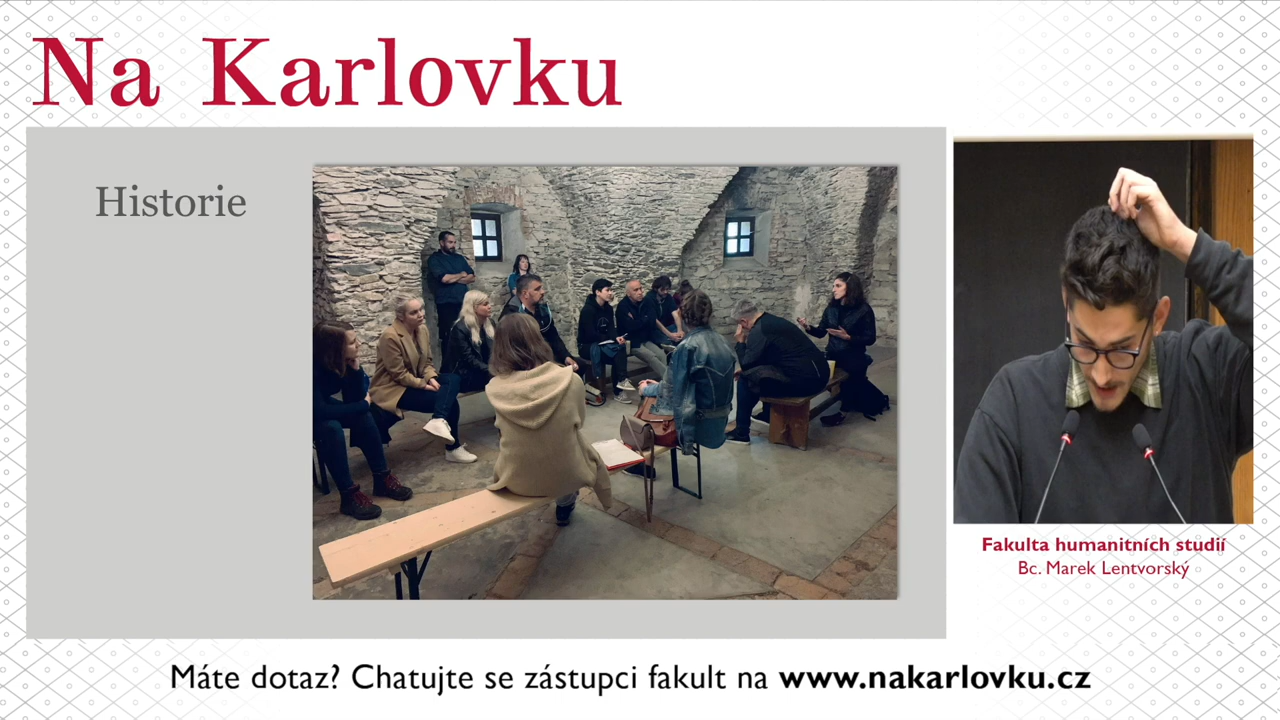 Na Karlovku
Historie
Fakulta humanitních studií
Bc. Marek Lentvorský
Máte dotaz? Chatujte se zástupci fakult na www.nakarlovku.cz